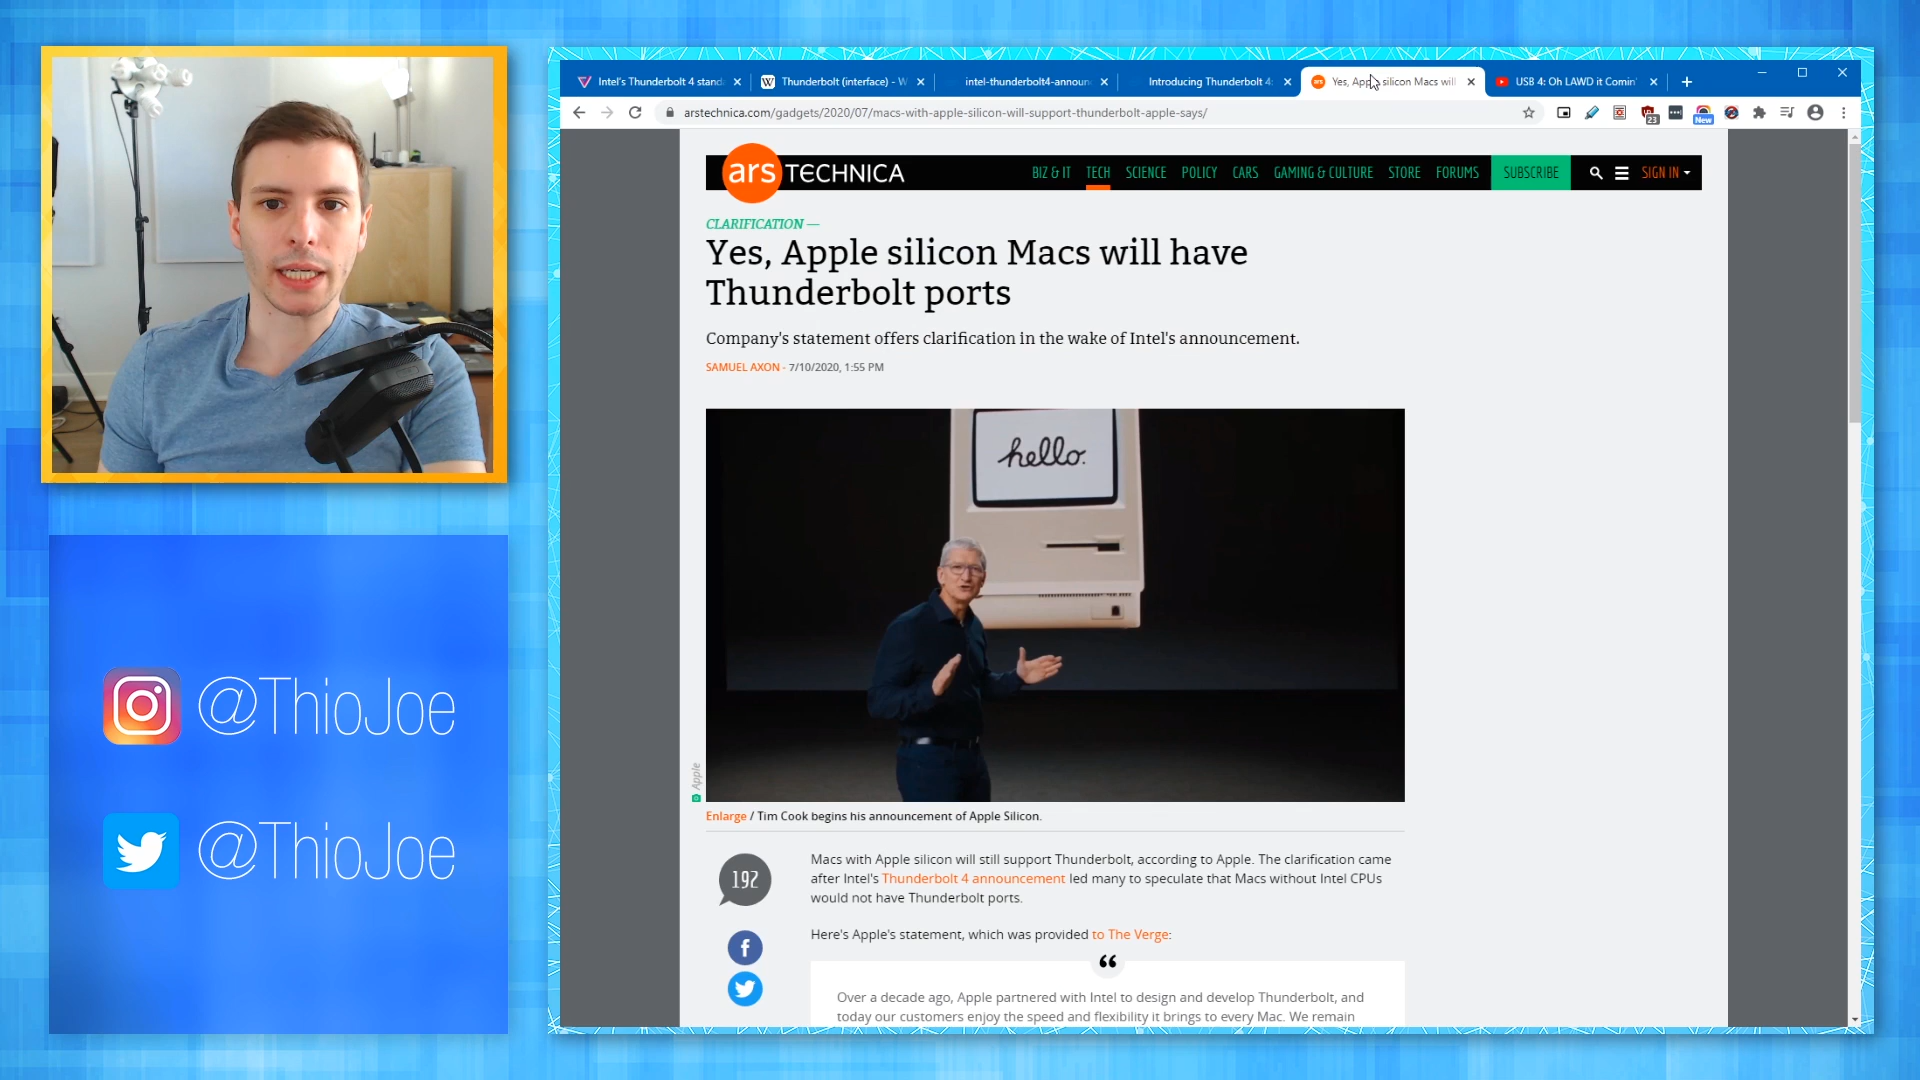 Intel's Thunderbolt 4 stand
Thunderbolt (interface) - W
intel-thunderbolt4-announ
Introducing Thunderbolt 4:
Yes, Apple silicon Macs will
USB 4: Oh LAWD it Comin'
arstechnica.com/gadgets/2020/07/macs-with-apple-silicon-will-support-thunderbolt-apple-says/
23
New
ars TECHNICA
BIZ & IT TECH SCIENCE POLICY CARS GAMING & CULTURE STORE FORUMS SUBSCRIBE SIGN IN
CLARIFICATION —
Yes, Apple silicon Macs will have
Thunderbolt ports
Company's statement offers clarification in the wake of Intel's announcement.
SAMUEL AXON - 7/10/2020, 1:55 PM
hello.
Apple
Enlarge / Tim Cook begins his announcement of Apple Silicon.
192
Macs with Apple silicon will still support Thunderbolt, according to Apple. The clarification came
after Intel's Thunderbolt 4 announcement led many to speculate that Macs without Intel CPUs
would not have Thunderbolt ports.
Here's Apple's statement, which was provided to The Verge:
“
Over a decade ago, Apple partnered with Intel to design and develop Thunderbolt, and
today our customers enjoy the speed and flexibility it brings to every Mac. We remain
@ThioJoe
@ThioJoe